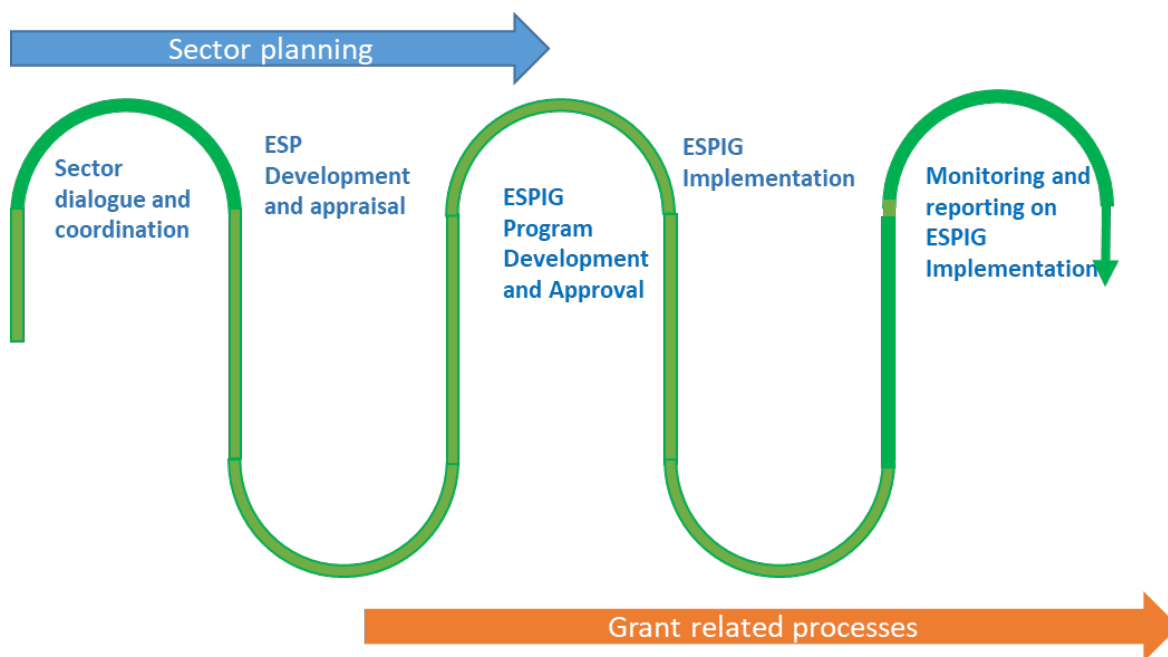 Sector planning
Sector
dialogue and
coordination
ESP
Development
and appraisal
ESPIG
Program
Development
and Approval
ESPIG
Implementation
Monitoring and
reporting on
ESPIG
Implementation
Grant related processes